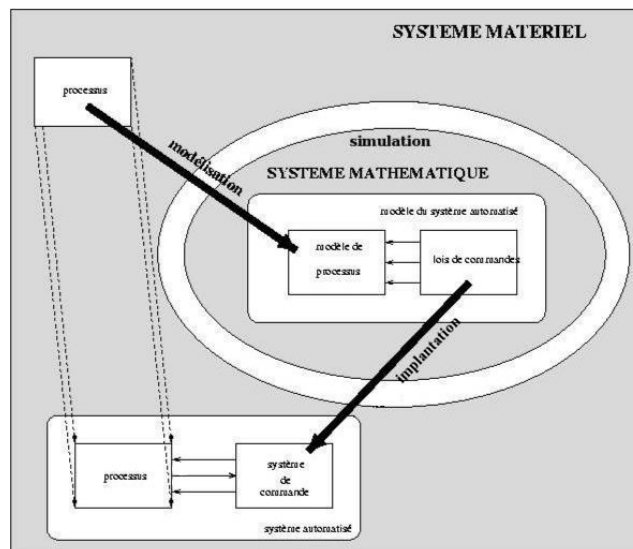 SYSTEME MATERIEL
processus
modélisation
simulation
SYSTEME MATHEMATIQUE
modèle du système automatisé
modèle de
processus
lois de commandes
implantation
processus
système
de
commande
système automatisé